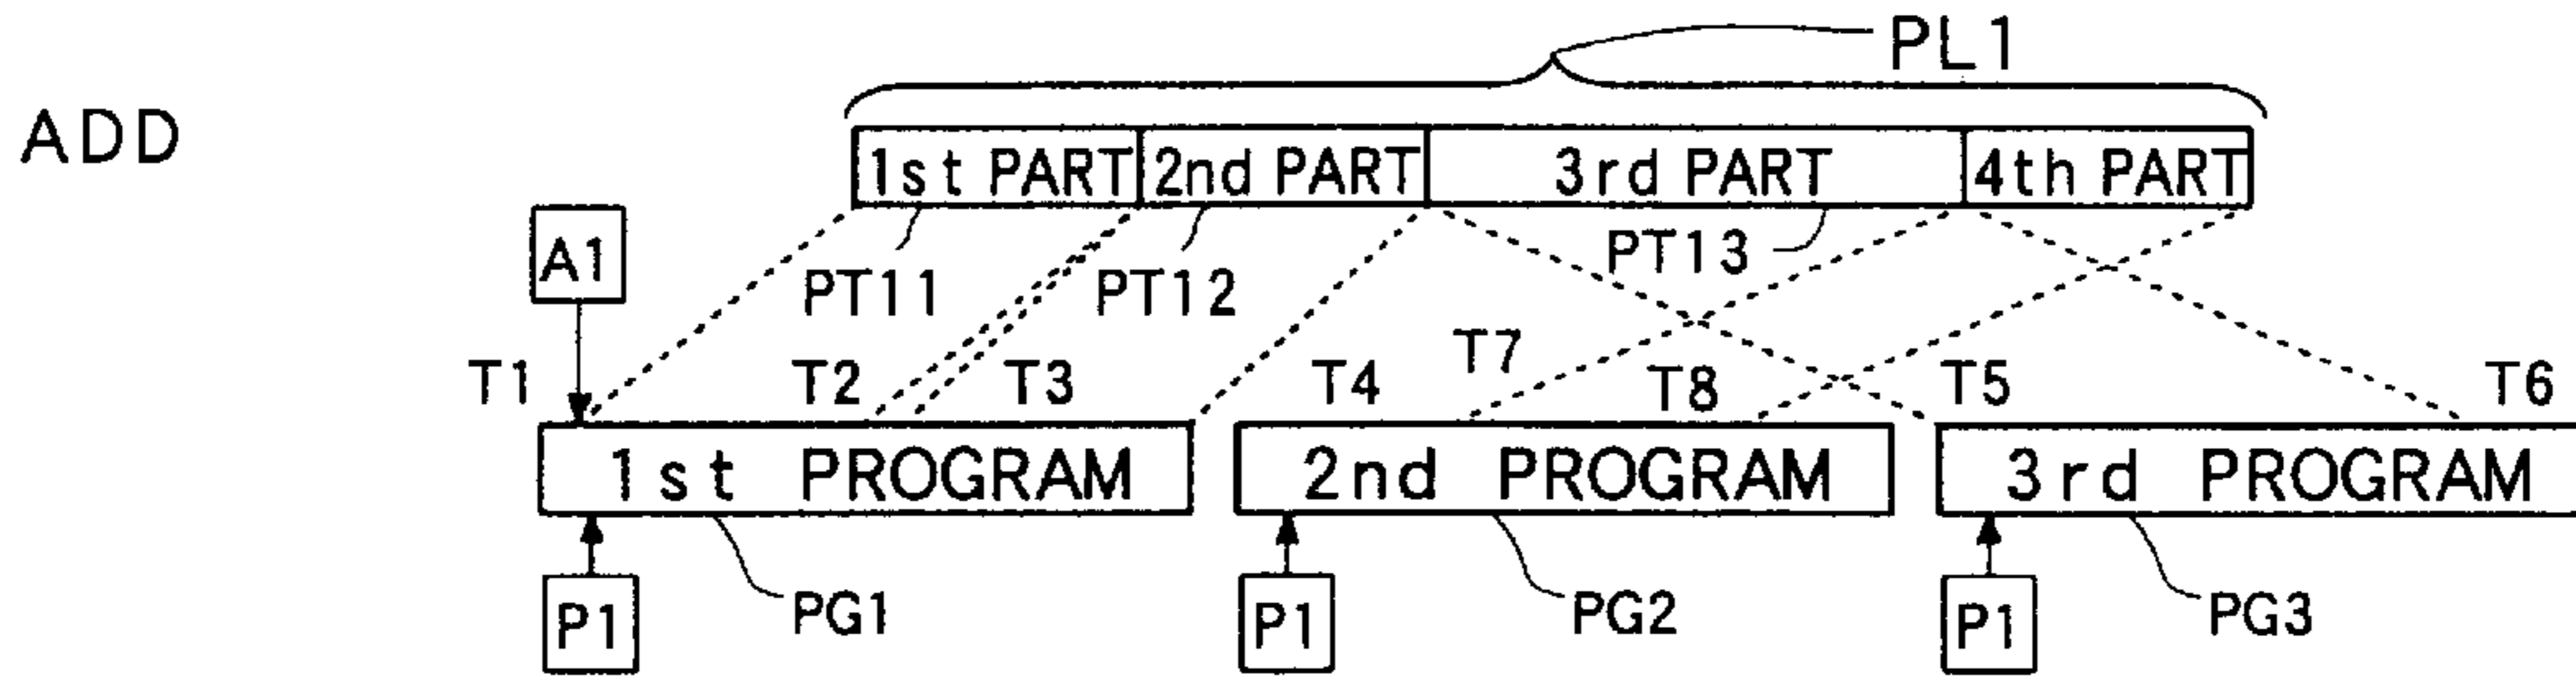 PL1
ADD
1st PART 2nd PART 3rd PART 4th PART
A1
PT11 PT12 PT13
T1 T2 T3 T4 T7 T8 T5 T6
1st PROGRAM 2nd PROGRAM 3rd PROGRAM
P1 PG1 P1 PG2 P1 PG3